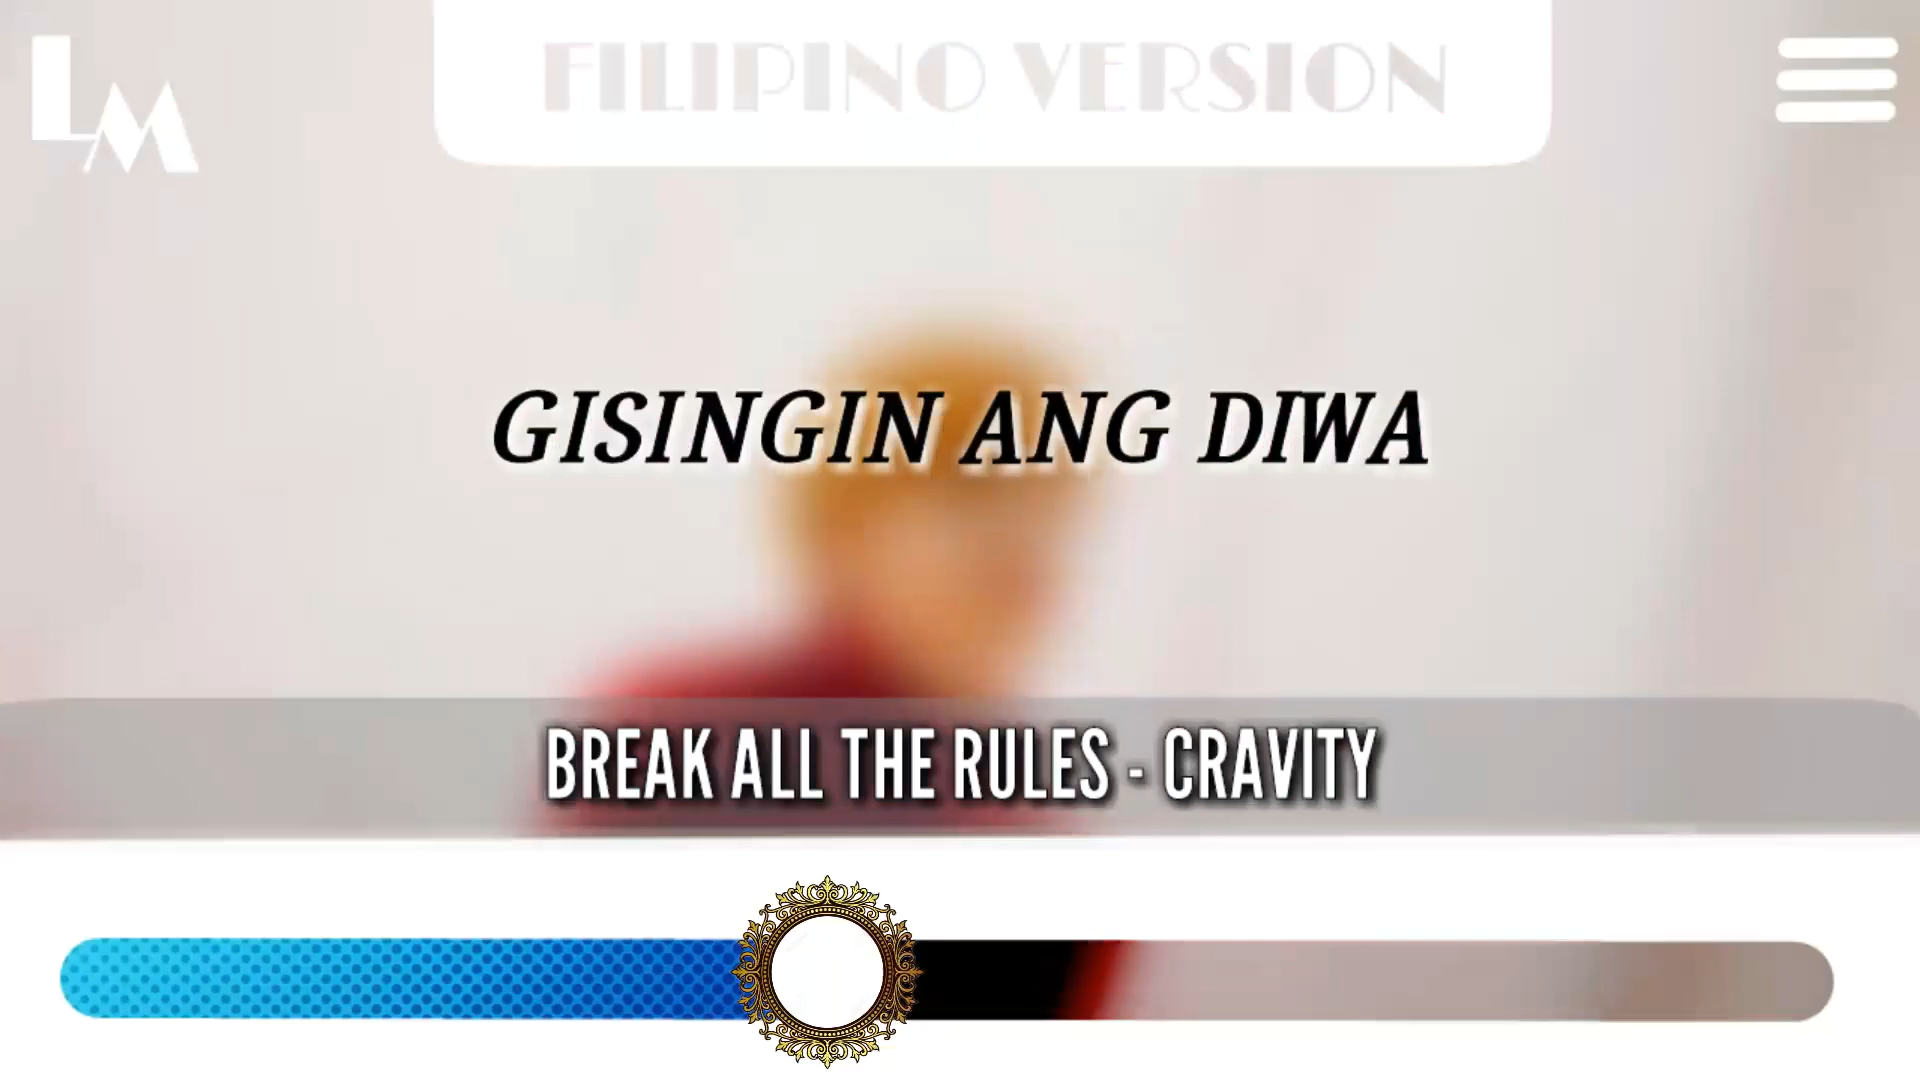 FILIPINO VERSION
LM
GISINGIN ANG DIWA
BREAK ALL THE RULES - CRAVITY